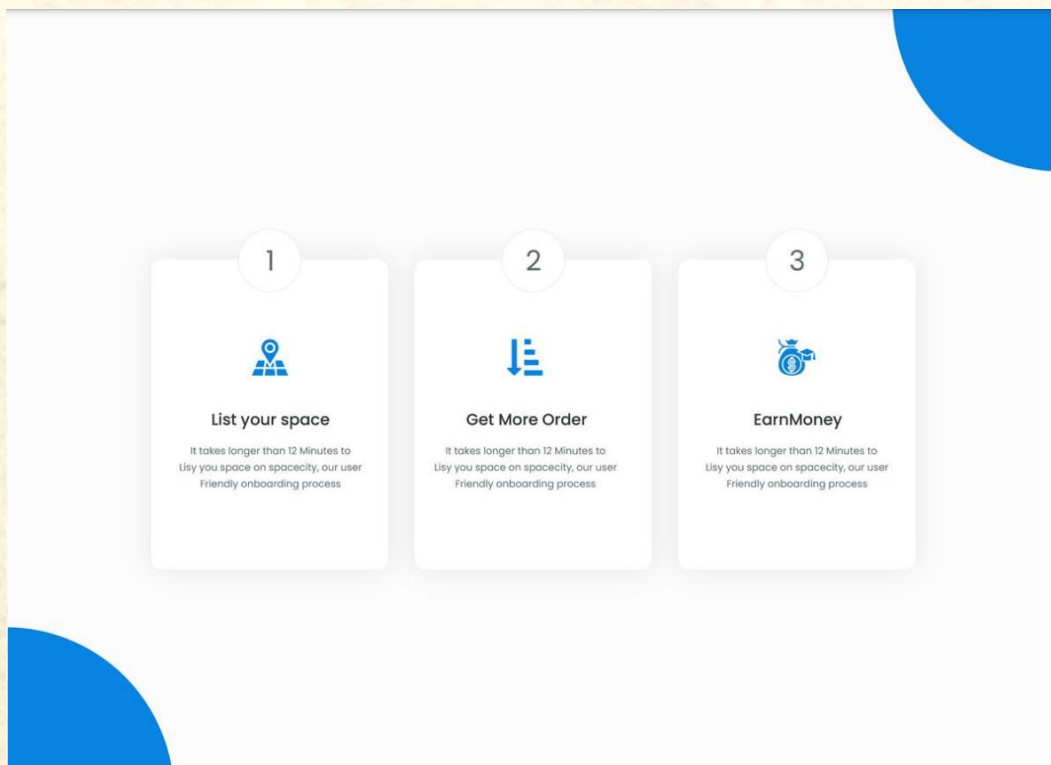 1
List your space
It takes longer than 12 Minutes to
Lisy you space on spacecity, our user
Friendly onboarding process
2
Get More Order
It takes longer than 12 Minutes to
Lisy you space on spacecity, our user
Friendly onboarding process
3
EarnMoney
It takes longer than 12 Minutes to
Lisy you space on spacecity, our user
Friendly onboarding process